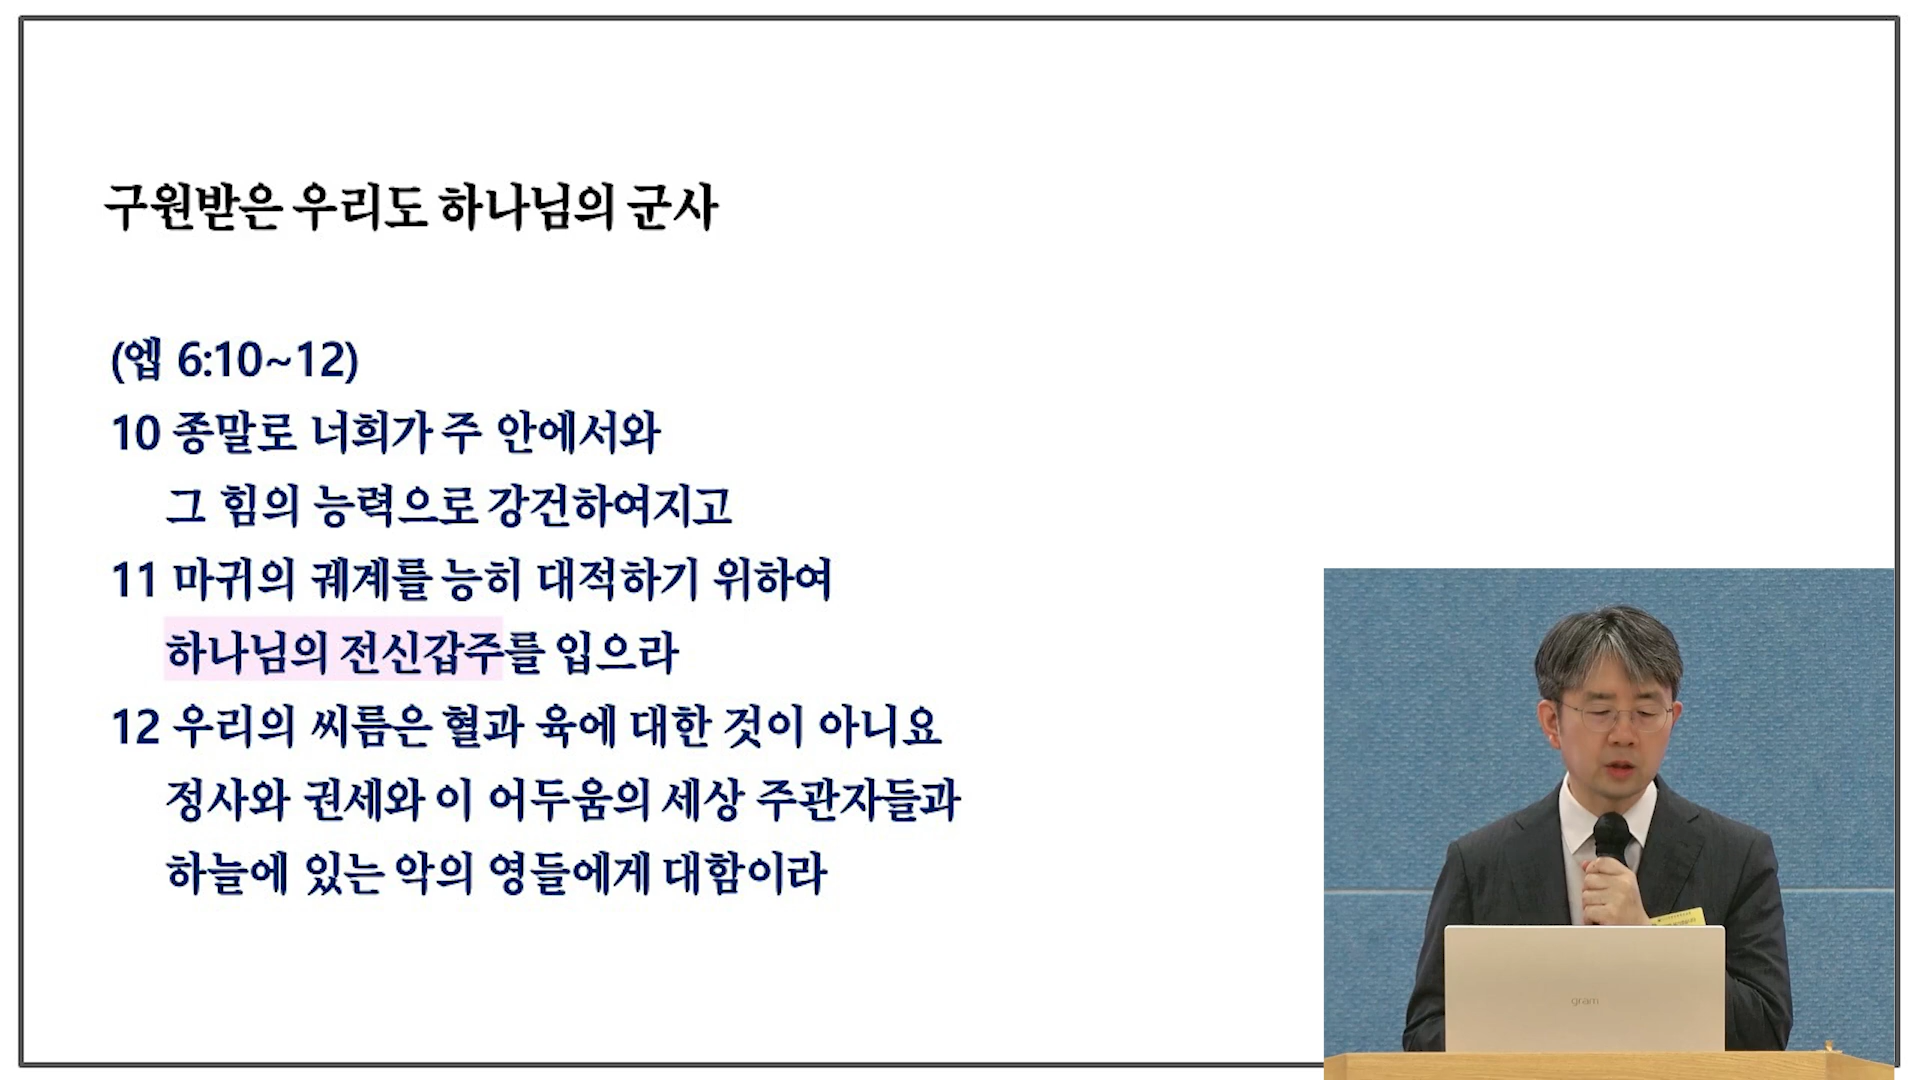 구원받은 우리도 하나님의 군사
(엡 6:10~12)
10 종말로 너희가 주 안에서와
그 힘의 능력으로 강건하여지고
11 마귀의 궤계를 능히 대적하기 위하여
하나님의 전신갑주를 입으라
12 우리의 씨름은 혈과 육에 대한 것이 아니요
정사와 권세와 이 어두움의 세상 주관자들과
하늘에 있는 악의 영들에게 대함이라
gram